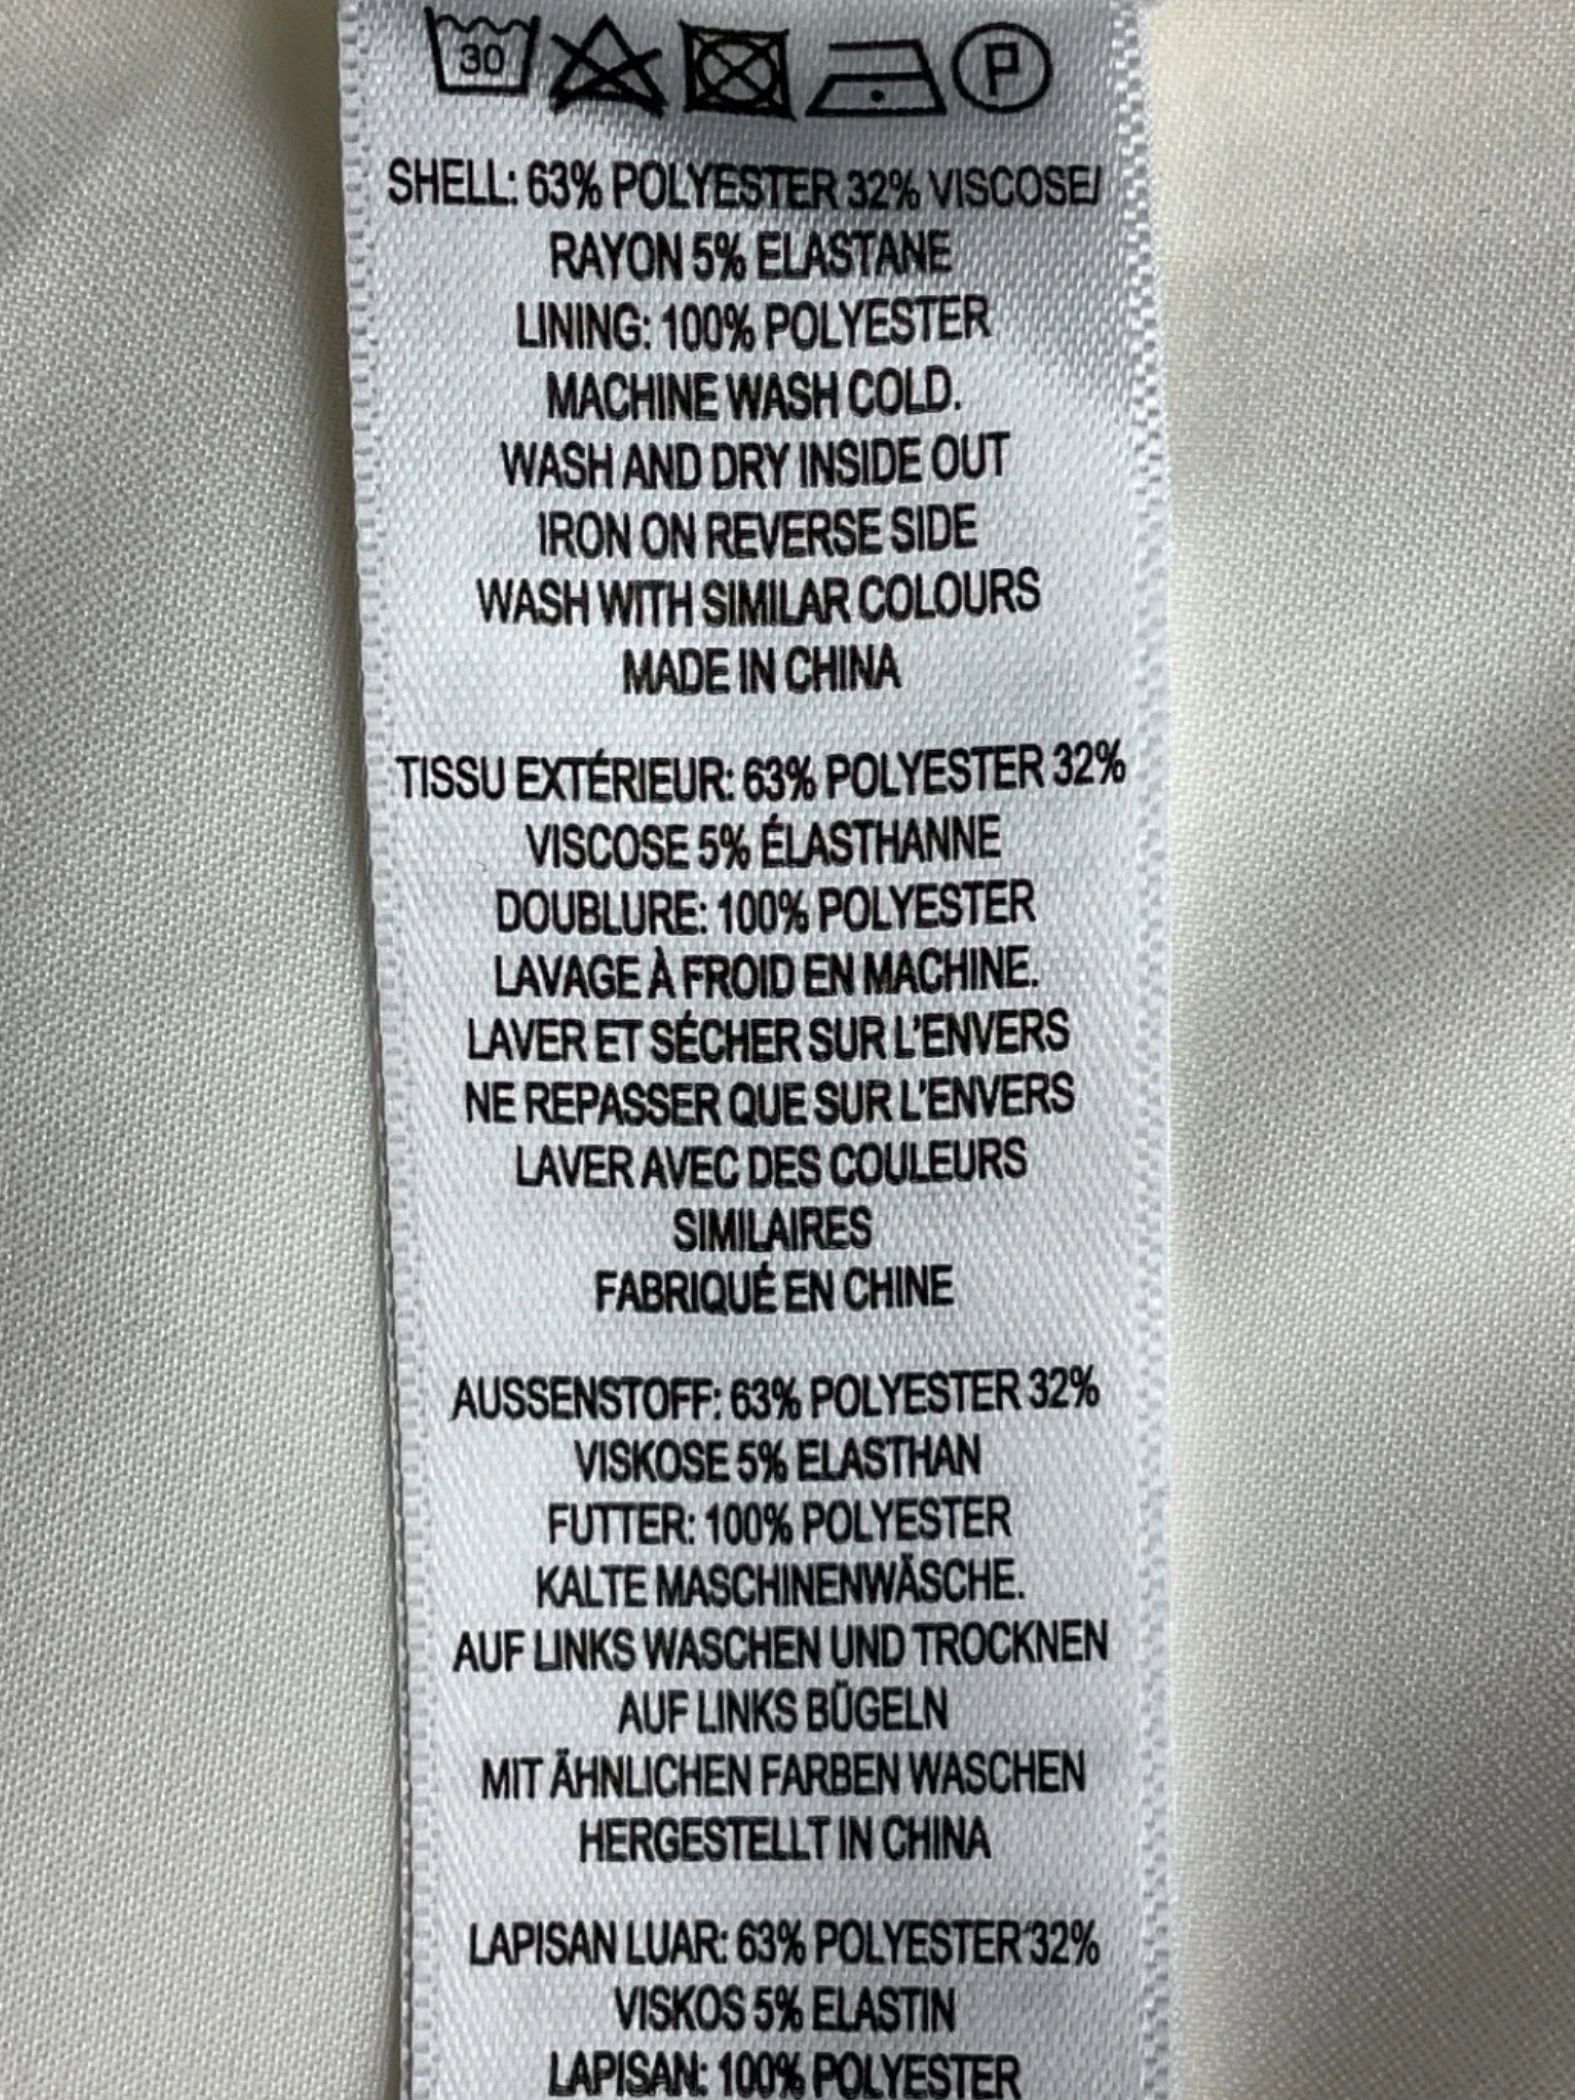 30
P
SHELL: 63% POLYESTER 32% VISCOSE/
RAYON 5% ELASTANE
LINING: 100% POLYESTER
MACHINE WASH COLD.
WASH AND DRY INSIDE OUT
IRON ON REVERSE SIDE
WASH WITH SIMILAR COLOURS
MADE IN CHINA
TISSU EXTÉRIEUR: 63% POLYESTER 32%
VISCOSE 5% ÉLASTHANNE
DOUBLURE: 100% POLYESTER
LAVAGE À FROID EN MACHINE.
LAVER ET SÉCHER SUR L'ENVERS
NE REPASSER QUE SUR L'ENVERS
LAVER AVEC DES COULEURS
SIMILAIRES
FABRIQUÉ EN CHINE
AUSSENSTOFF: 63% POLYESTER 32%
VISKOSE 5% ELASTHAN
FUTTER: 100% POLYESTER
KALTE MASCHINENWÄSCHE.
AUF LINKS WASCHEN UND TROCKNEN
AUF LINKS BÜGELN
MIT ÄHNLICHEN FARBEN WASCHEN
HERGESTELLT IN CHINA
LAPISAN LUAR: 63% POLYESTER 32%
VISKOS 5% ELASTIN
LAPISAN: 100% POLYESTER